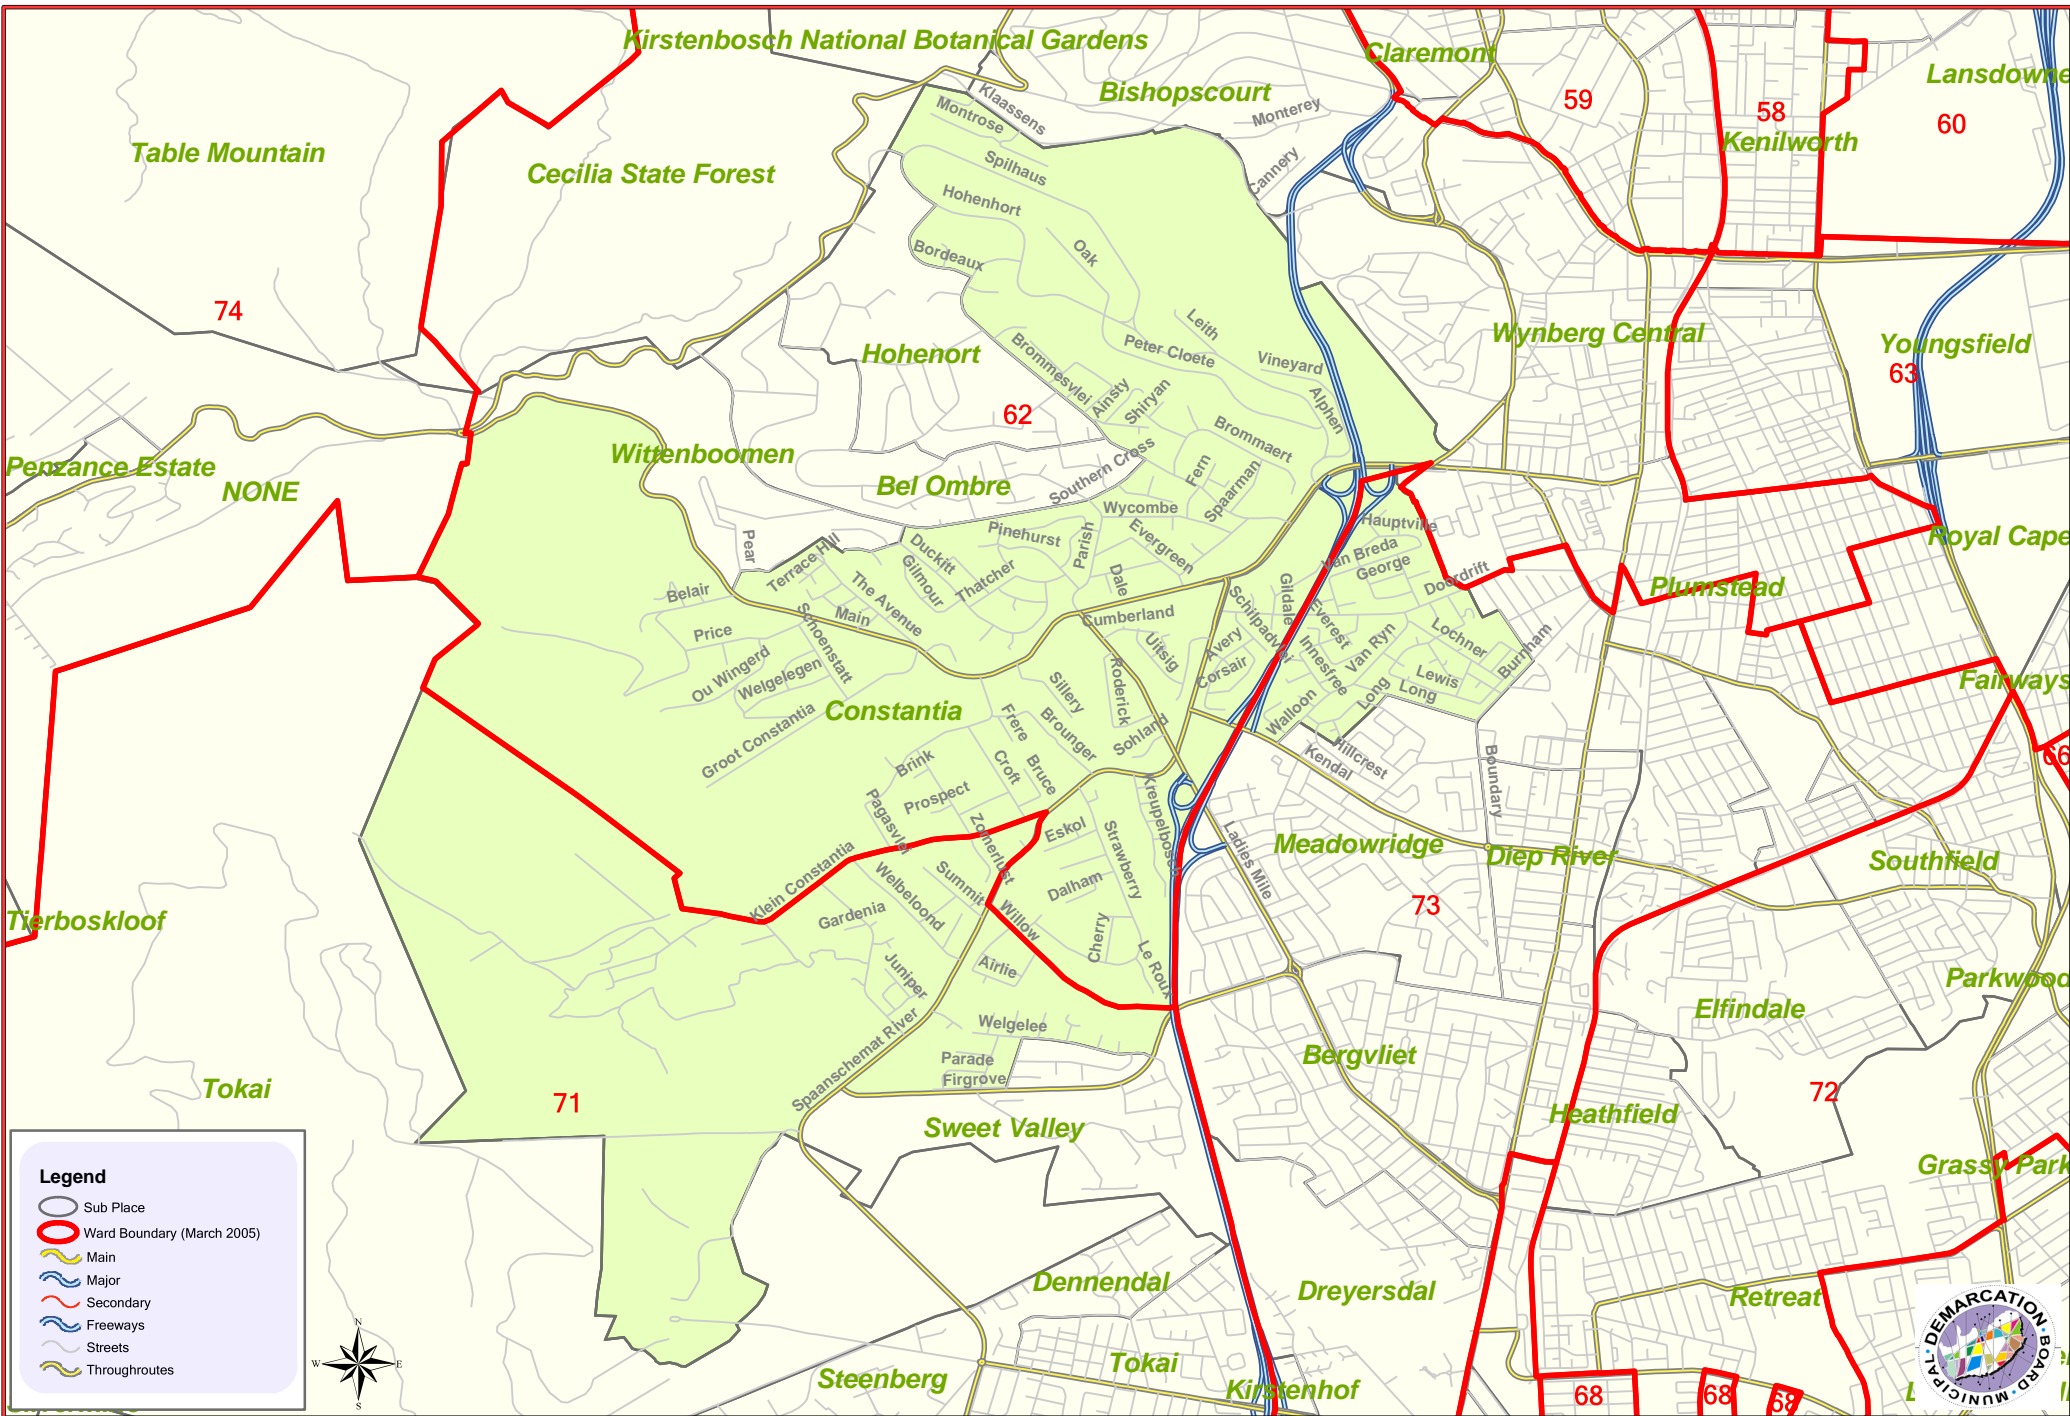 Kirstenbosch National Botanical Gardens
Claremont
Lansdowne
Bishopscourt
Klaassens
Montrose
Monterey
59
58
60
Table Mountain
Cecilia State Forest
Kenilworth
Spilhaus
Cannery
Hohenhort
Oak
Bordeaux
74
Leith
Hohenort
Brommesvlei
Peter Cloete
Vineyard
Wynberg Central
Youngsfield
63
Ainsty
Shiryan
Alphen
62
Brommaert
Wittenboomen
Penzance Estate
NONE
Bel Ombre
Southern Cross
Fern
Spaarman
Wycombe
Hauptville
Royal Cape
Pear
Terrace Hill
Duckitt
Gilmour
Pinehurst
Parish
Evergreen
Van Breda
George
Doordrift
Thatcher
Dale
Plumstead
Belair
The Avenue
Main
Schoenstatt
Price
Cumberland
Uitsig
Schilpadvlei
Gildale
Everest
Innesfree
Van Ryn
Lochner
Burnham
Avery
Corsair
Ou Wingerd
Welgelegen
Roderick
Sillery
Lewis
Long
Long
Fairways
Constantia
Groot Constantia
Frere
Brounger
Sohland
Walloon
Hillcrest
Kendal
Boundary
66
Brink
Croft
Bruce
Prospect
Pagasvlei
Zomerlust
Kreupelbosch
Eskol
Strawberry
Ladies Mile
Meadowridge
Diep River
Southfield
Klein Constantia
Welbeloond
Summit
Dalham
Gardenia
Willow
Cherry
73
Tierboskloof
Airlie
Juniper
Le Roux
Parkwood
Elfindale
Spaanschemat River
Welgelee
Parade
Firgrove
Bergvliet
Tokai
71
72
Heathfield
Sweet Valley
Grassy Park
Legend
Sub Place
Ward Boundary (March 2005)
Main
Major
Secondary
Freeways
Streets
Throughroutes
N
W
E
S
Dennendal
Dreyersdal
Retreat
Steenberg
Tokai
Kirstenhof
68
68
68
MUNICIPAL • DEMARCATION • BOARD